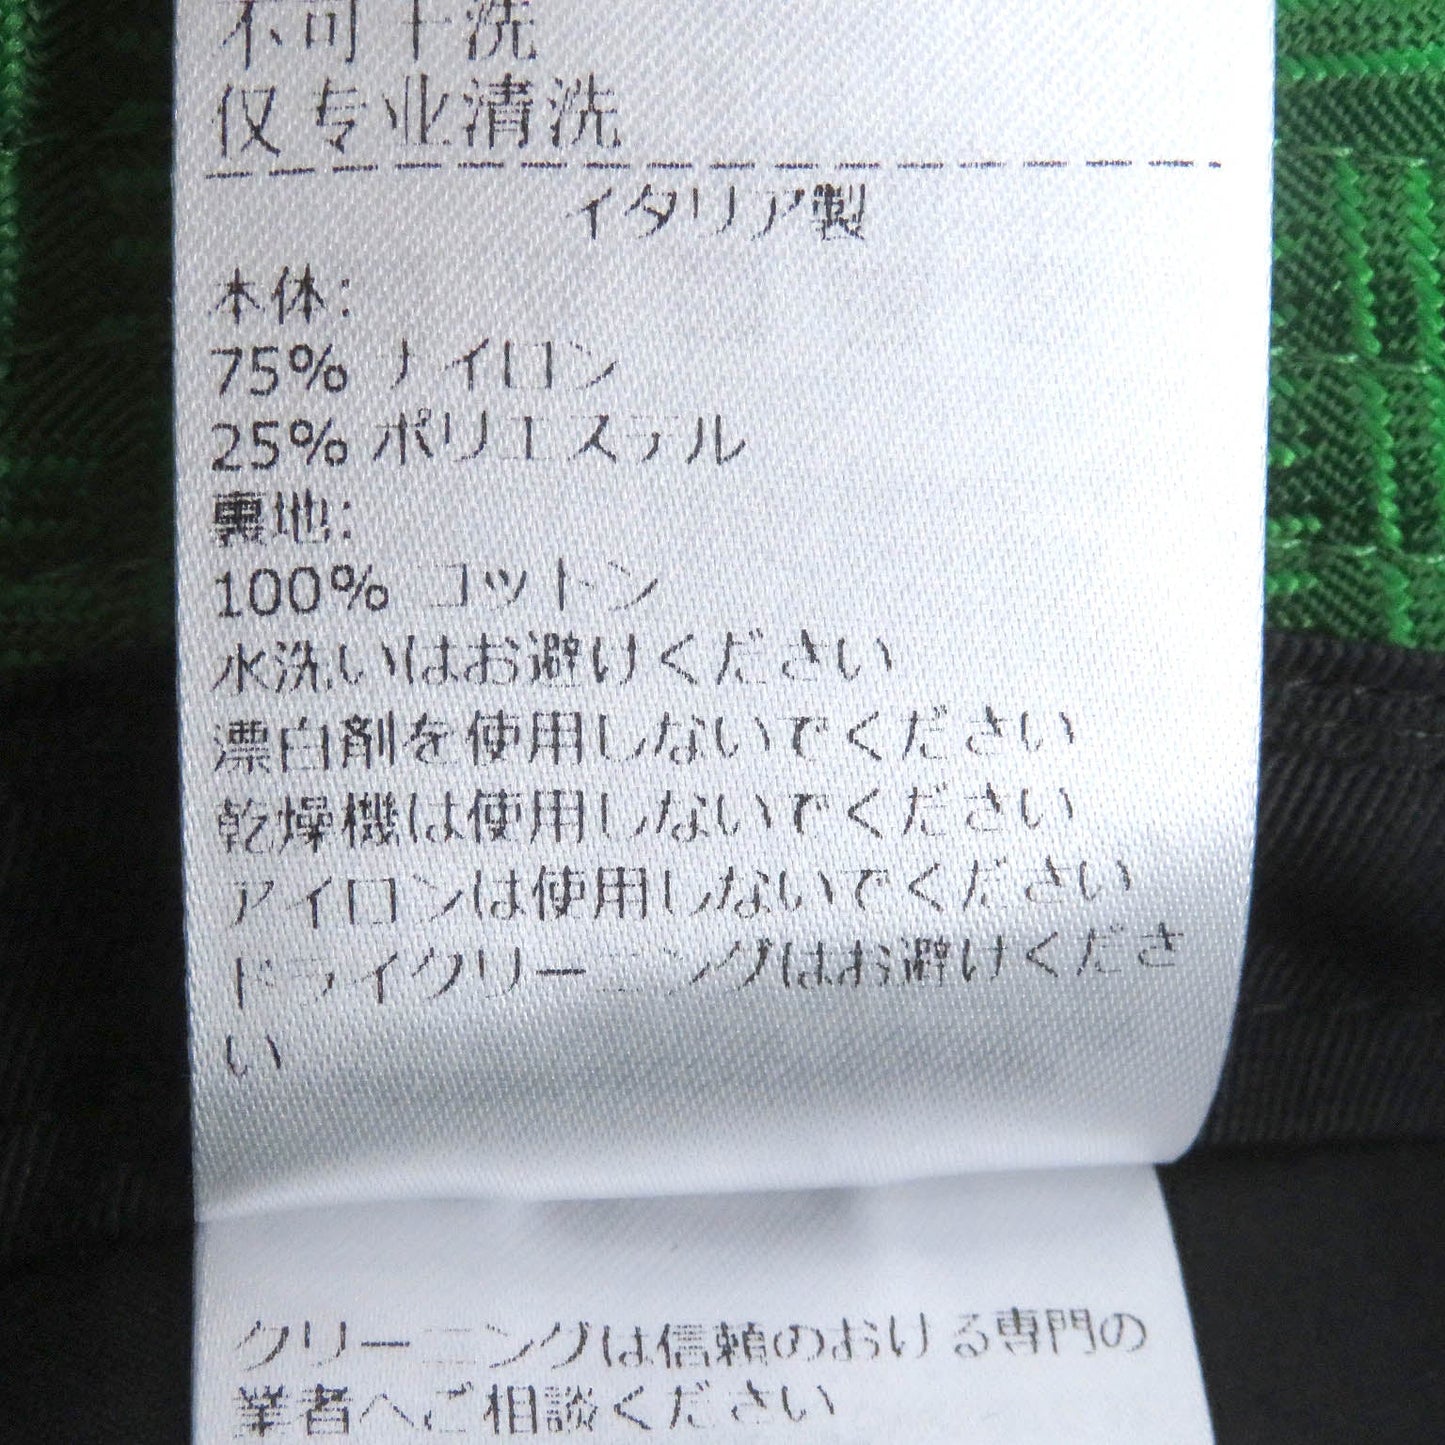 不可干洗
仅专业清洗
イタリア製
本体:
75% ナイロン
25% ポリエステル
裏地:
100% コットン
水洗いはお避けください
漂白剤を使用しないでください
乾燥機は使用しないでください
アイロンは使用しないでください
ドライクリーニングはお避けくださ
い
クリーニングは信頼のおける専門の
業者へご相談ください